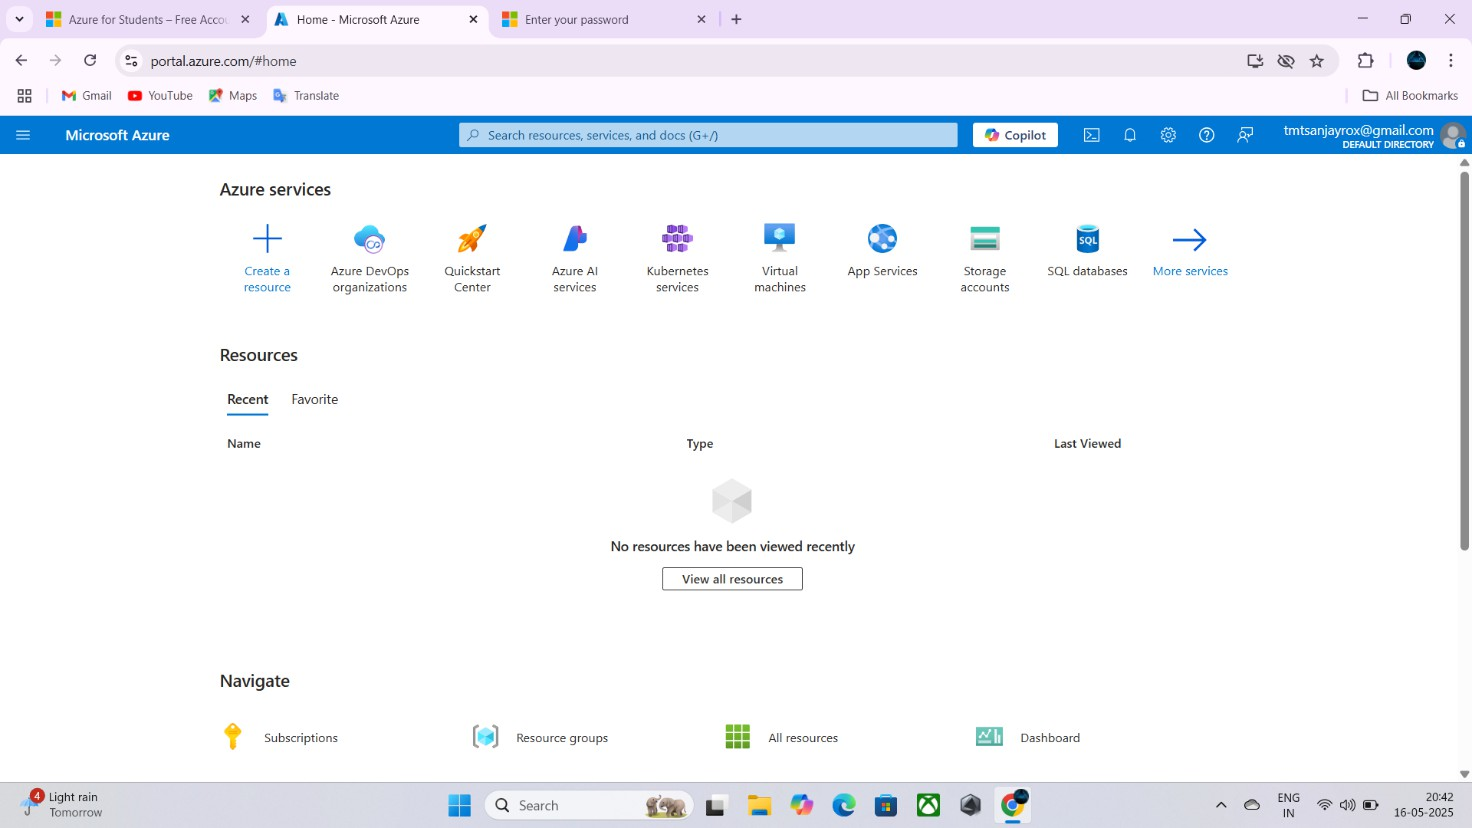 Azure for Students – Free Accou
Home - Microsoft Azure
Enter your password
portal.azure.com/#home
Gmail
YouTube
Maps
Translate
All Bookmarks
Microsoft Azure
Search resources, services, and docs (G+/)
Copilot
tmtsanjayrox@gmail.com
DEFAULT DIRECTORY
Azure services
Create a
resource
Azure DevOps
organizations
Quickstart
Center
Azure AI
services
Kubernetes
services
Virtual
machines
App Services
Storage
accounts
SQL
SQL databases
More services
Resources
Recent
Favorite
Name
Type
Last Viewed
No resources have been viewed recently
View all resources
Navigate
Subscriptions
Resource groups
All resources
Dashboard
4
Light rain
Tomorrow
Search
ENG
IN
20:42
16-05-2025